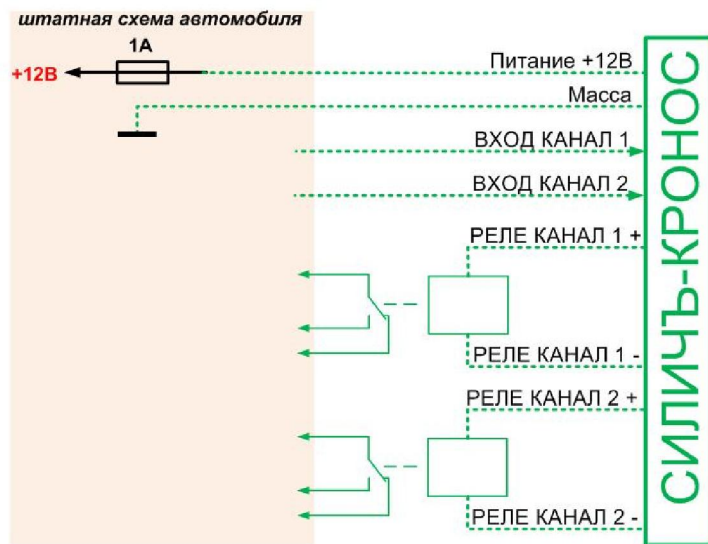 штатная схема автомобиля
1А
+12В
Питание +12В
Масса
ВХОД КАНАЛ 1
ВХОД КАНАЛ 2
РЕЛЕ КАНАЛ 1 +
РЕЛЕ КАНАЛ 1 -
РЕЛЕ КАНАЛ 2 +
РЕЛЕ КАНАЛ 2 -
СИЛИЧЪ-КРОНОС